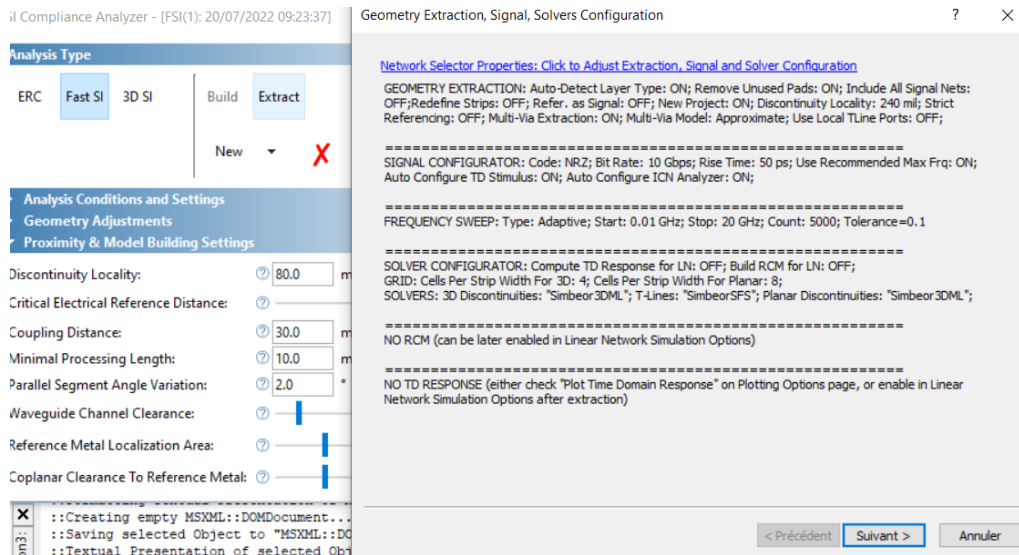 SI Compliance Analyzer - [FSI(1): 20/07/2022 09:23:37]
Analysis Type
ERC Fast SI 3D SI Build Extract
New
Analysis Conditions and Settings
Geometry Adjustments
Proximity & Model Building Settings
Discontinuity Locality: 80.0 m
Critical Electrical Reference Distance:
Coupling Distance: 30.0 m
Minimal Processing Length: 10.0 m
Parallel Segment Angle Variation: 2.0 °
Waveguide Channel Clearance:
Reference Metal Localization Area:
Coplanar Clearance To Reference Metal:
::Creating empty MSXML::DOMDocument...
::Saving selected Object to "MSXML::DO
::Textual Presentation of selected Obj
Geometry Extraction, Signal, Solvers Configuration
Network Selector Properties: Click to Adjust Extraction, Signal and Solver Configuration
GEOMETRY EXTRACTION: Auto-Detect Layer Type: ON; Remove Unused Pads: ON; Include All Signal Nets:
OFF;Redefine Strips: OFF; Refer. as Signal: OFF; New Project: ON; Discontinuity Locality: 240 mil; Strict
Referencing: OFF; Multi-Via Extraction: ON; Multi-Via Model: Approximate; Use Local TLine Ports: OFF;
=========================================================
SIGNAL CONFIGURATOR: Code: NRZ; Bit Rate: 10 Gbps; Rise Time: 50 ps; Use Recommended Max Frq: ON;
Auto Configure TD Stimulus: ON; Auto Configure ICN Analyzer: ON;
=========================================================
FREQUENCY SWEEP: Type: Adaptive; Start: 0.01 GHz; Stop: 20 GHz; Count: 5000; Tolerance=0.1
=========================================================
SOLVER CONFIGURATOR: Compute TD Response for LN: OFF; Build RCM for LN: OFF;
GRID: Cells Per Strip Width For 3D: 4; Cells Per Strip Width For Planar: 8;
SOLVERS: 3D Discontinuities: "Simbeor3DML"; T-Lines: "SimbeorSFS"; Planar Discontinuities: "Simbeor3DML";
=========================================================
NO RCM (can be later enabled in Linear Network Simulation Options)
=========================================================
NO TD RESPONSE (either check "Plot Time Domain Response" on Plotting Options page, or enable in Linear
Network Simulation Options after extraction)
< Précédent Suivant > Annuler